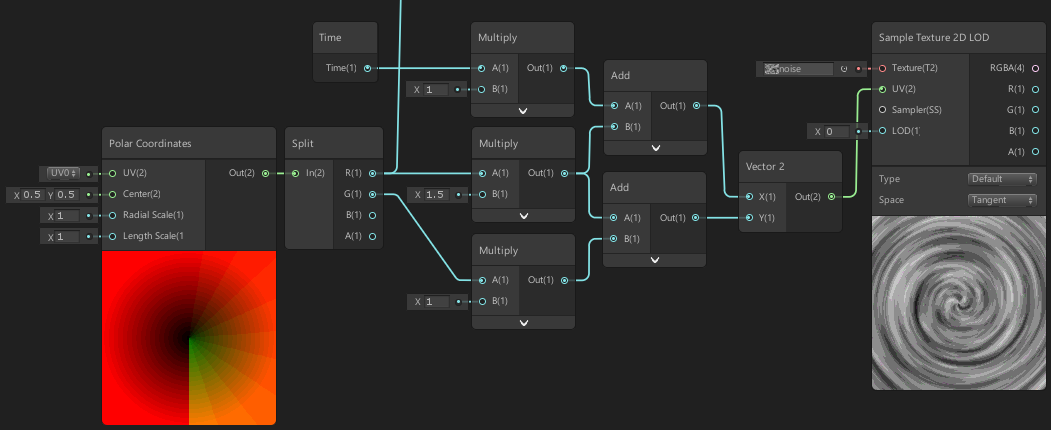 Time
Time(1)
Multiply
A(1) Out(1)
X 1 B(1)
Add
A(1) Out(1)
B(1)
Sample Texture 2D LOD
noise Texture(T2) RGBA(4)
UV(2) R(1)
Sampler(SS) G(1)
X 0 LOD(1) B(1)
A(1)
Type Default
Space Tangent
Polar Coordinates
UV0 UV(2) Out(2)
X 0.5 Y 0.5 Center(2)
X 1 Radial Scale(1)
X 1 Length Scale(1
Split
In(2) R(1)
G(1)
B(1)
A(1)
Multiply
A(1) Out(1)
X 1.5 B(1)
Add
A(1) Out(1)
B(1)
Vector 2
X(1) Out(2)
Y(1)
Multiply
A(1) Out(1)
X 1 B(1)